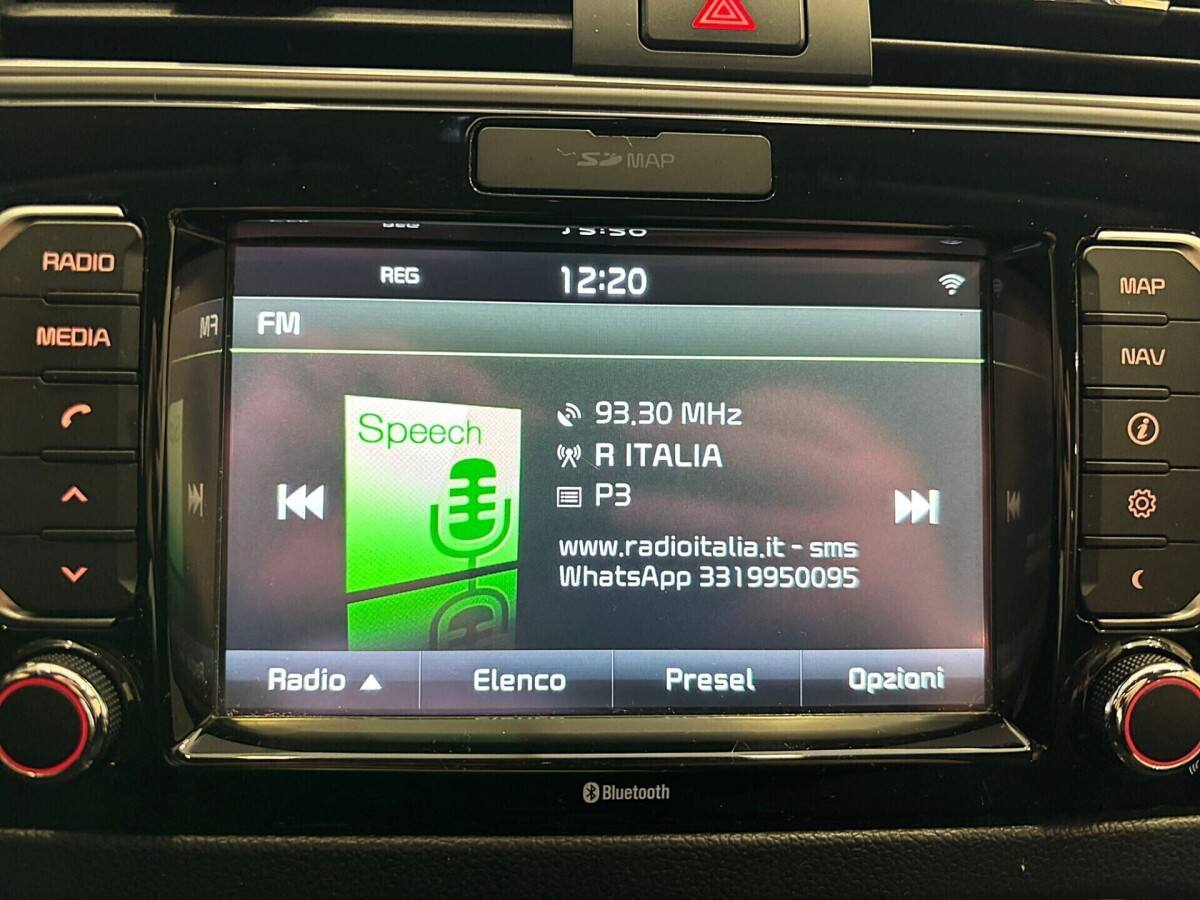 SD MAP
RADIO
MEDIA
REG 12:20
FM
Speech
93.30 MHz
R ITALIA
P3
www.radioitalia.it - sms
WhatsApp 3319950095
Radio Elenco Presel Opzioni
MAP
NAV
Bluetooth